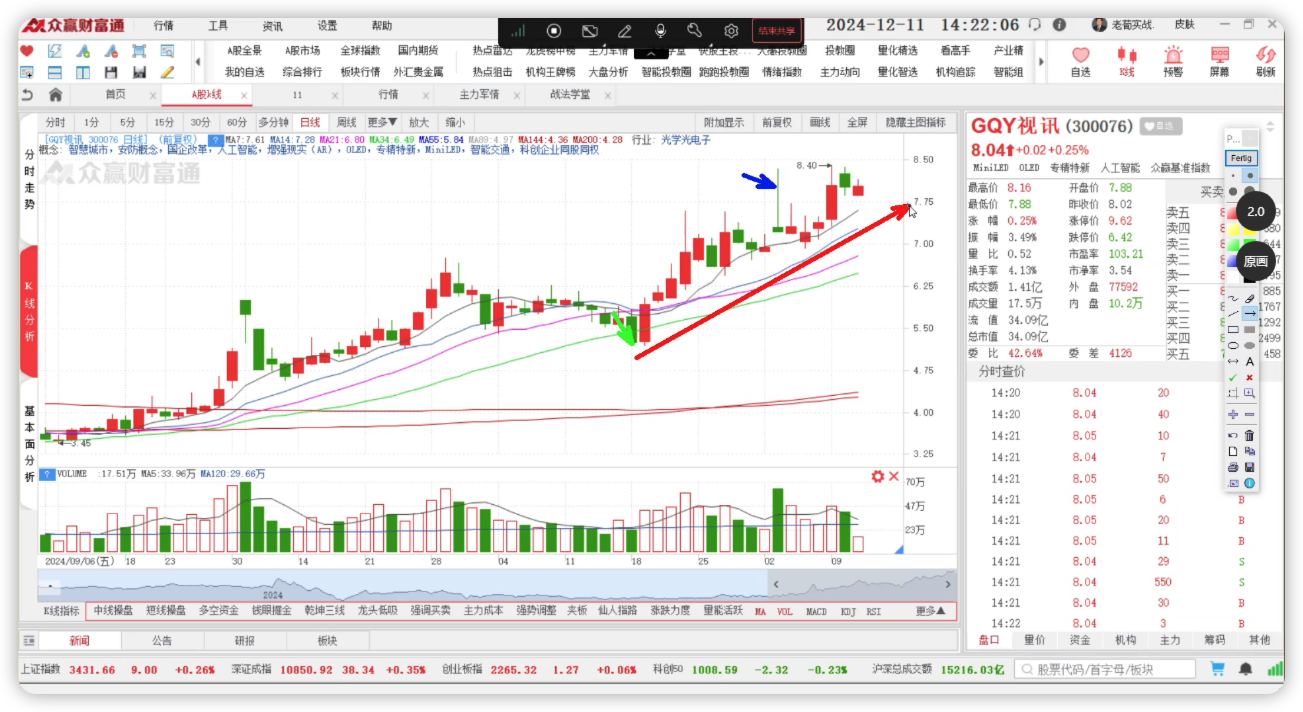 众赢财富通 行情 工具 资讯 设置 帮助 结束共享 2024-12-11 14:22:06 老葡实战. 皮肤
A股全景 A股市场 全球指数 国内期货 热点雷达 龙虎榜中榜 主力军情 投教圈 量化精选 看高手 产业精
我的自选 综合排行 板块行情 外汇贵金属 热点狙击 机构王牌榜 大盘分析 智能投教圈 跑跑投教圈 情绪指数 主力动向 量化智选 机构追踪 智能组
自选 K线 预警 屏幕 刷新
首页 A股K线 11 行情 主力军情 战法学堂
分时 1分 5分 15分 30分 60分 多分钟 日线 周线 更多▼ 放大 缩小 附加显示 前复权 画线 全屏 隐藏主图指标
[GQY视讯 300076 日线] (前复权) ? MA7:7.61 MA14:7.28 MA21:6.80 MA34:6.49 MA55:5.84 MA89:4.97 MA144:4.36 MA200:4.28 行业: 光学光电子
概念: 智慧城市, 安防概念, 国企改革, 人工智能, 增强现实(AR), OLED, 专精特新, MiniLED, 智能交通, 科创企业同股同权
众赢财富通
分时走势
K线分析
基本面分析
8.40
3.45
8.50
7.75
7.00
6.25
5.50
4.75
4.00
3.25
? VOLUME :17.51万 MA5:33.96万 MA120:29.66万
70万
47万
23万
2024/09/06(五) 18 23 30 14 21 28 04 11 18 25 02 09
2024
K线指标 中线操盘 短线操盘 多空资金 钱眼掘金 乾坤三线 龙头低吸 强调买卖 主力成本 强势调整 夹板 仙人指路 涨跌力度 量能活跃 MA VOL MACD KDJ RSI 更多▲
新闻 公告 研报 板块
GQY视讯 (300076) 自选
8.04 +0.02 +0.25%
MiniLED OLED 专精特新 人工智能 众赢基准指数
最高价 8.16 开盘价 7.88
最低价 7.88 昨收价 8.02
涨 幅 0.25% 涨停价 9.62
振 幅 3.49% 跌停价 6.42
量 比 0.52 市盈率 103.21
换手率 4.13% 市净率 3.54
成交额 1.41亿 外 盘 77592
成交量 17.5万 内 盘 10.2万
流 值 34.09亿
总市值 34.09亿
委 比 42.64% 委 差 4126
买卖
卖五
卖四
卖三
卖二
卖一
买一 885
买二 1767
买三 1292
买四 2499
买五 458
P...
Fertig
2.0
原画
A
分时查价
14:20 8.04 20
14:20 8.04 40
14:21 8.05 10
14:21 8.04 7
14:21 8.05 50
14:21 8.05 6 B
14:21 8.05 20 B
14:21 8.05 11 B
14:21 8.04 29 S
14:21 8.04 550 S
14:21 8.04 30 B
14:22 8.04 3 B
盘口 量价 资金 机构 主力 筹码 其他
上证指数 3431.66 9.00 +0.26% 深证成指 10850.92 38.34 +0.35% 创业板指 2265.32 1.27 +0.06% 科创50 1008.59 -2.32 -0.23% 沪深总成交额 15216.03亿 股票代码/首字母/板块